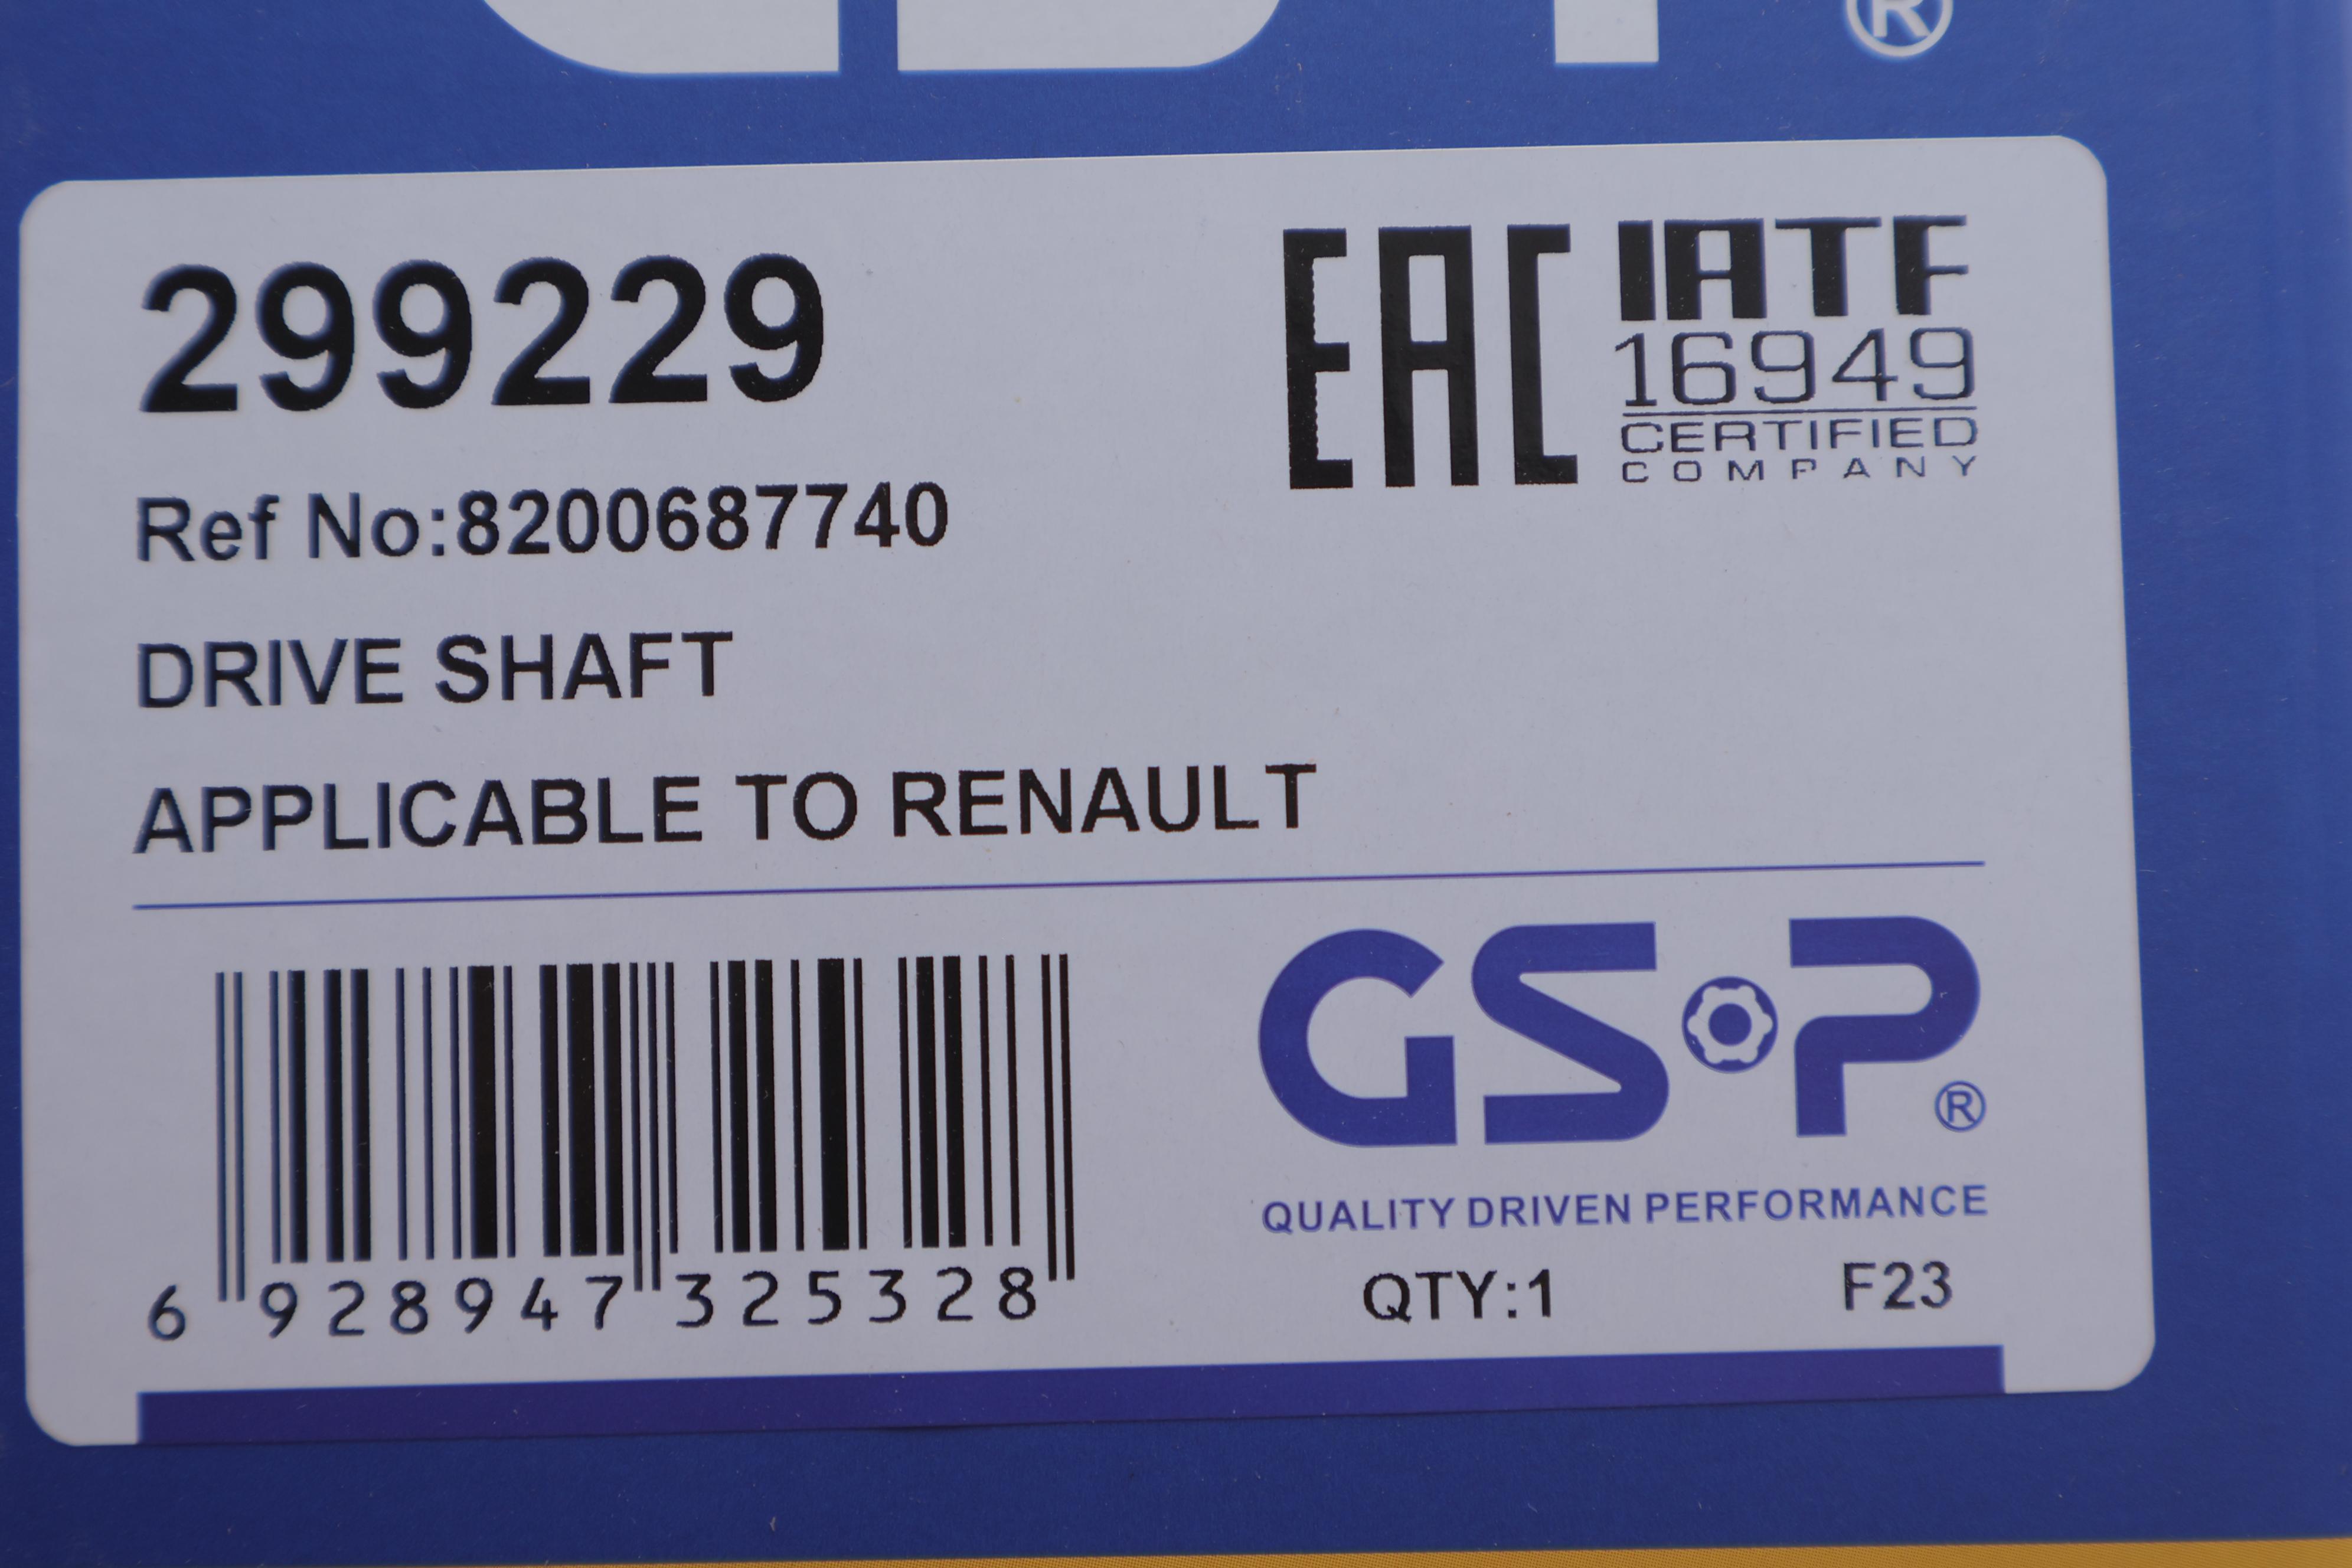 ®
299229
EAC
IATF
16949
CERTIFIED
COMPANY
Ref No:8200687740
DRIVE SHAFT
APPLICABLE TO RENAULT
GSP®
QUALITY DRIVEN PERFORMANCE
6 928947 325328
QTY:1 F23